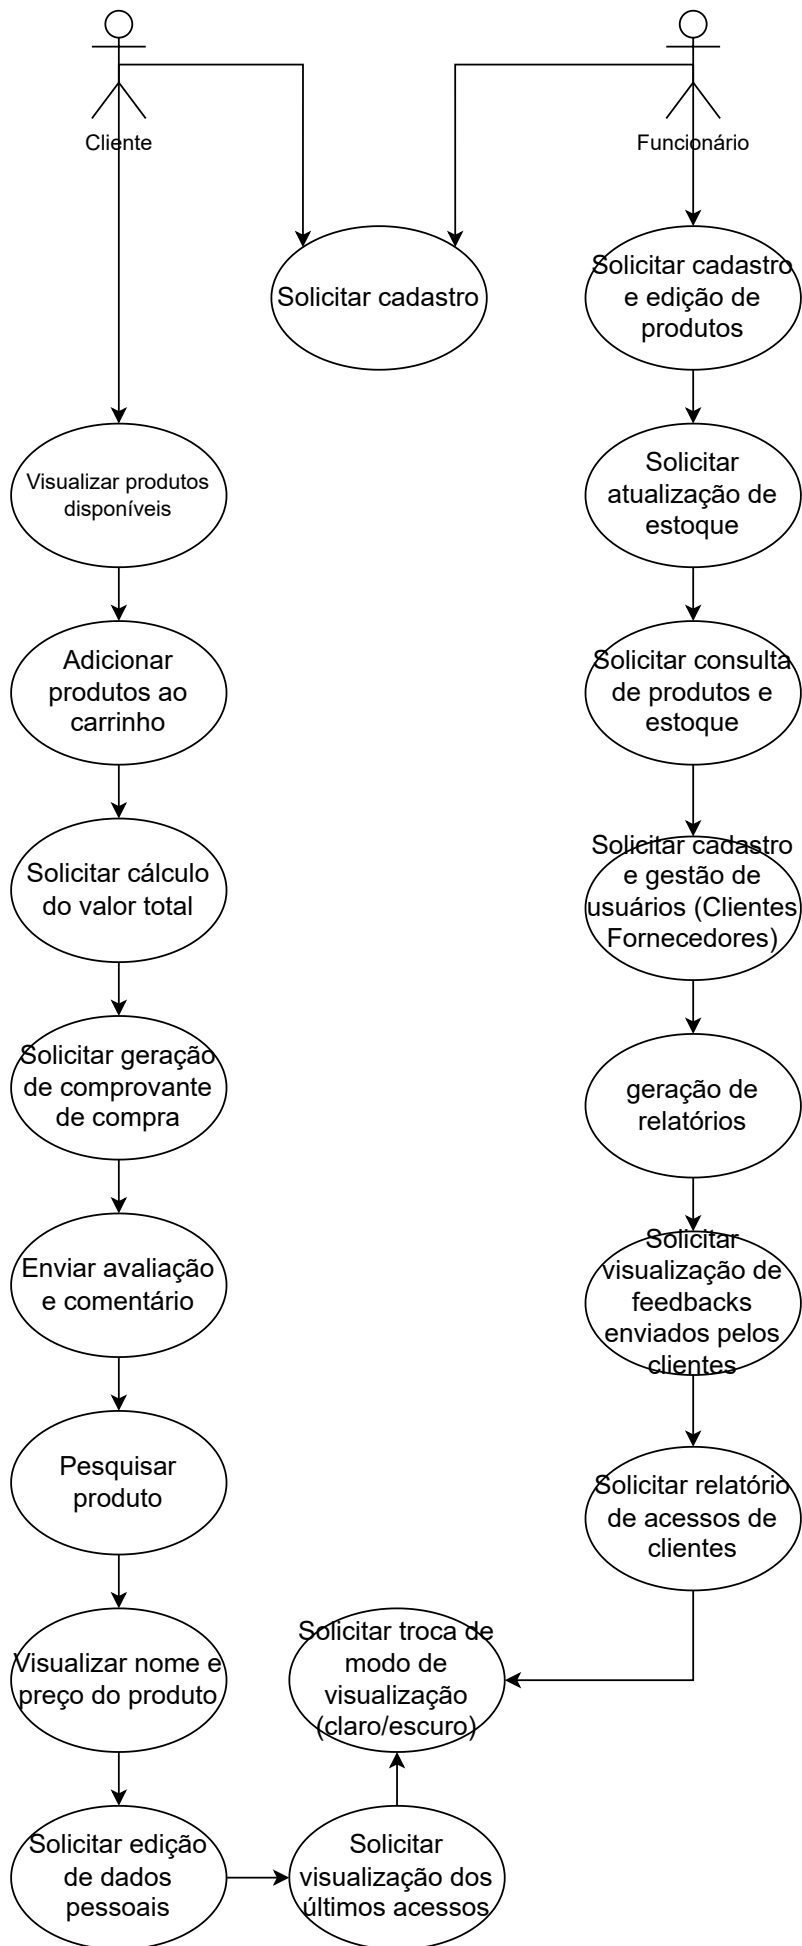 Cliente
Funcionário
Solicitar cadastro
Solicitar cadastro
e edição de
produtos
Visualizar produtos
disponíveis
Solicitar
atualização de
estoque
Adicionar
produtos ao
carrinho
Solicitar consulta
de produtos e
estoque
Solicitar cálculo
do valor total
Solicitar cadastro
e gestão de
usuários (Clientes
Fornecedores)
Solicitar geração
de comprovante
de compra
geração de
relatórios
Enviar avaliação
e comentário
Solicitar
visualização de
feedbacks
enviados pelos
clientes
Pesquisar
produto
Solicitar relatório
de acessos de
clientes
Visualizar nome e
preço do produto
Solicitar troca de
modo de
visualização
(claro/escuro)
Solicitar edição
de dados
pessoais
Solicitar
visualização dos
últimos acessos